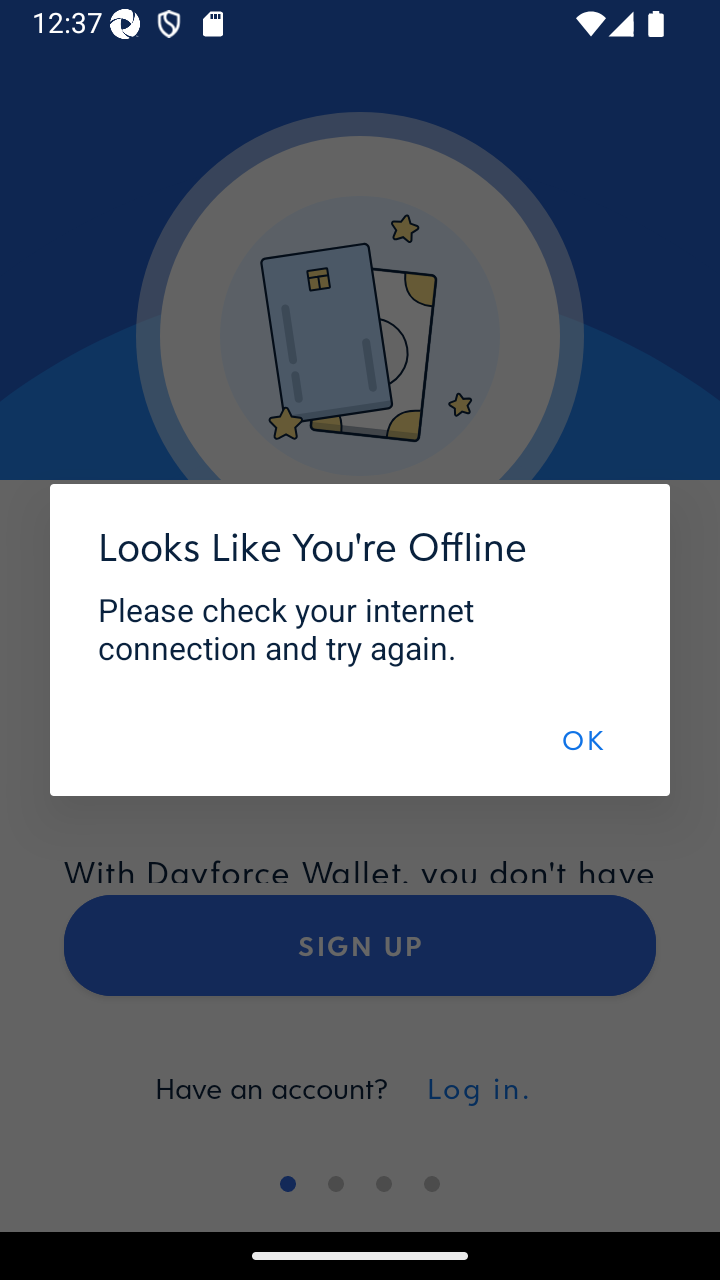 12:37
Looks Like You're Offline
Please check your internet
connection and try again.
OK
With Dayforce Wallet, you don't have
SIGN UP
Have an account? Log in.